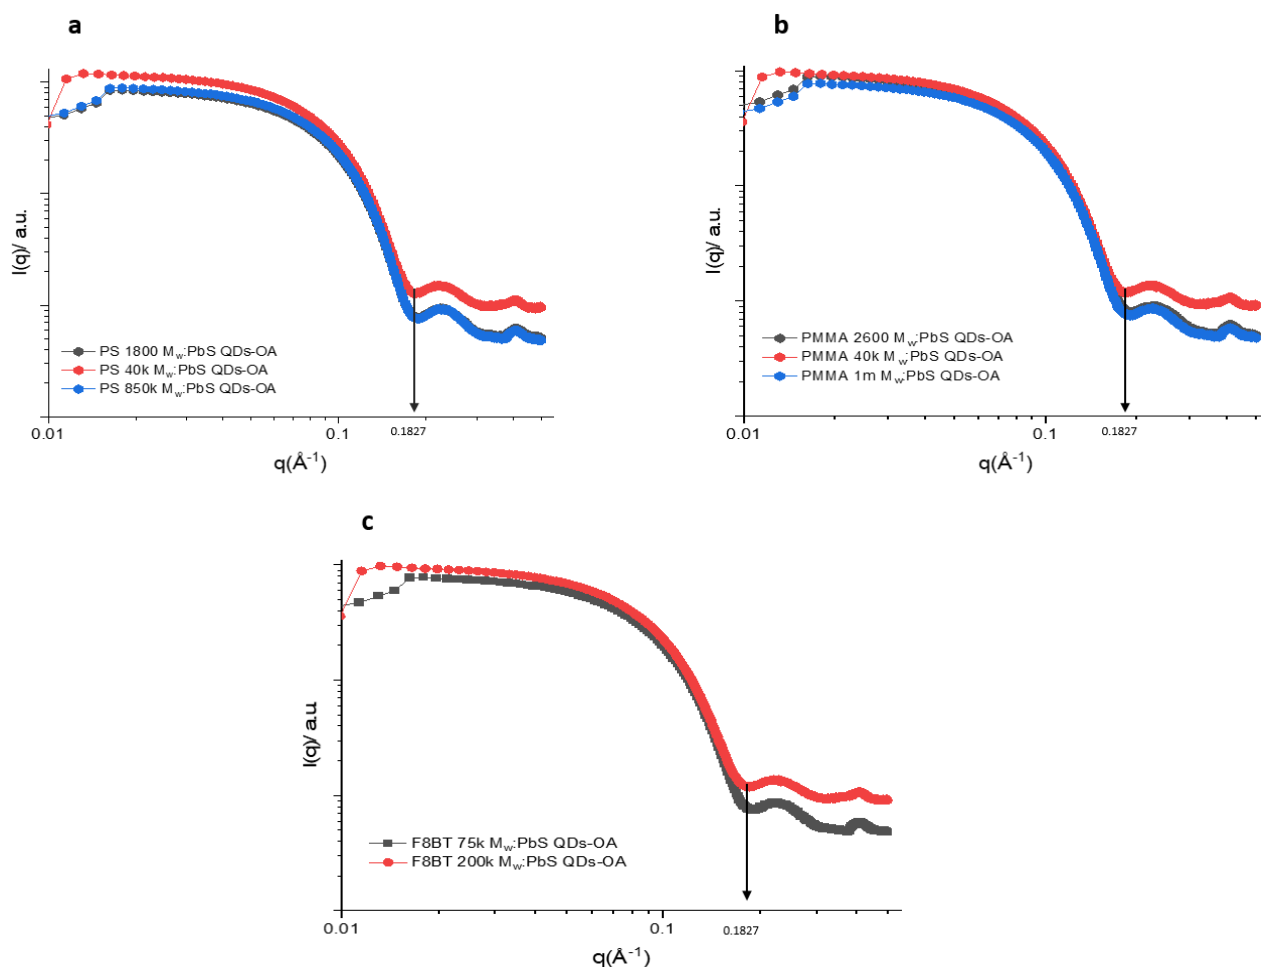 a
I(q)/ a.u.
PS 1800 Mw:PbS QDs-OA
PS 40k Mw:PbS QDs-OA
PS 850k Mw:PbS QDs-OA
0.01
0.1
0.1827
q(Å-1)
b
I(q)/ a.u.
PMMA 2600 Mw:PbS QDs-OA
PMMA 40k Mw:PbS QDs-OA
PMMA 1m Mw:PbS QDs-OA
0.01
0.1
0.1827
q(Å-1)
c
I(q)/ a.u.
F8BT 75k Mw:PbS QDs-OA
F8BT 200k Mw:PbS QDs-OA
0.01
0.1
0.1827
q(Å-1)